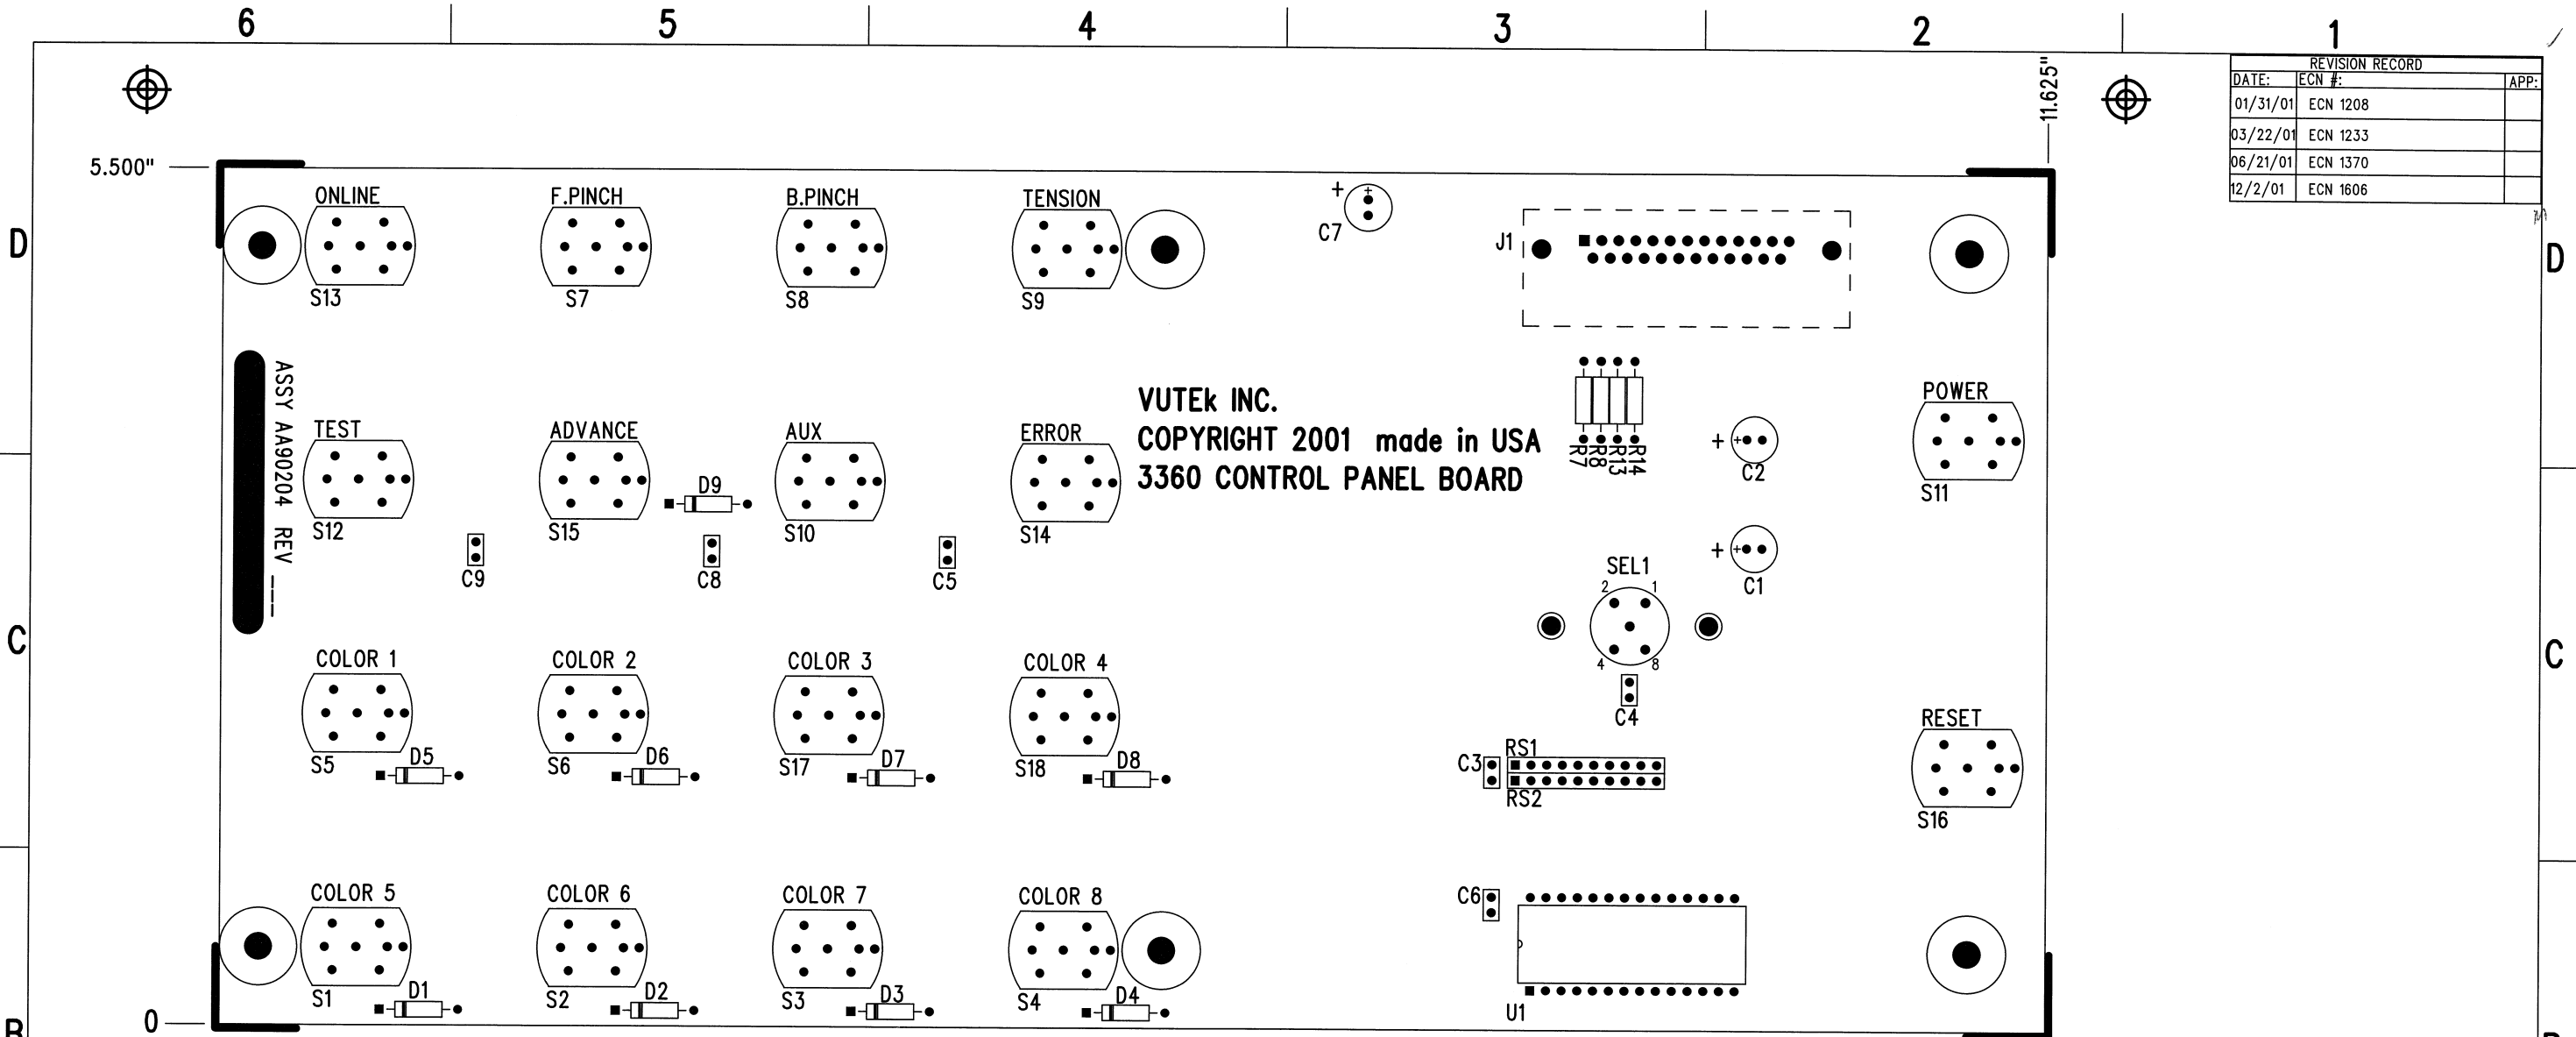 6 5 4 3 2 1
REVISION RECORD
DATE: ECN #: APP:
01/31/01 ECN 1208
03/22/01 ECN 1233
06/21/01 ECN 1370
12/2/01 ECN 1606
11.625"
5.500"
D D
ONLINE F.PINCH B.PINCH TENSION
+ +
C7
J1
S13 S7 S8 S9
ASSY AA90204 REV ___
VUTEk INC.
COPYRIGHT 2001 made in USA
3360 CONTROL PANEL BOARD
POWER
TEST ADVANCE AUX ERROR
R7 R8 R13 R14
+ +
C2
D9
S11
S12 S15 S10 S14
+ +
C1
C9 C8 C5
SEL1
2 1
4 8
C C
COLOR 1 COLOR 2 COLOR 3 COLOR 4
C4
RESET
D5 D6 D7 D8
S5 S6 S17 S18
RS1
C3
RS2
S16
COLOR 5 COLOR 6 COLOR 7 COLOR 8
C6
D1 D2 D3 D4
S1 S2 S3 S4
U1
0
B